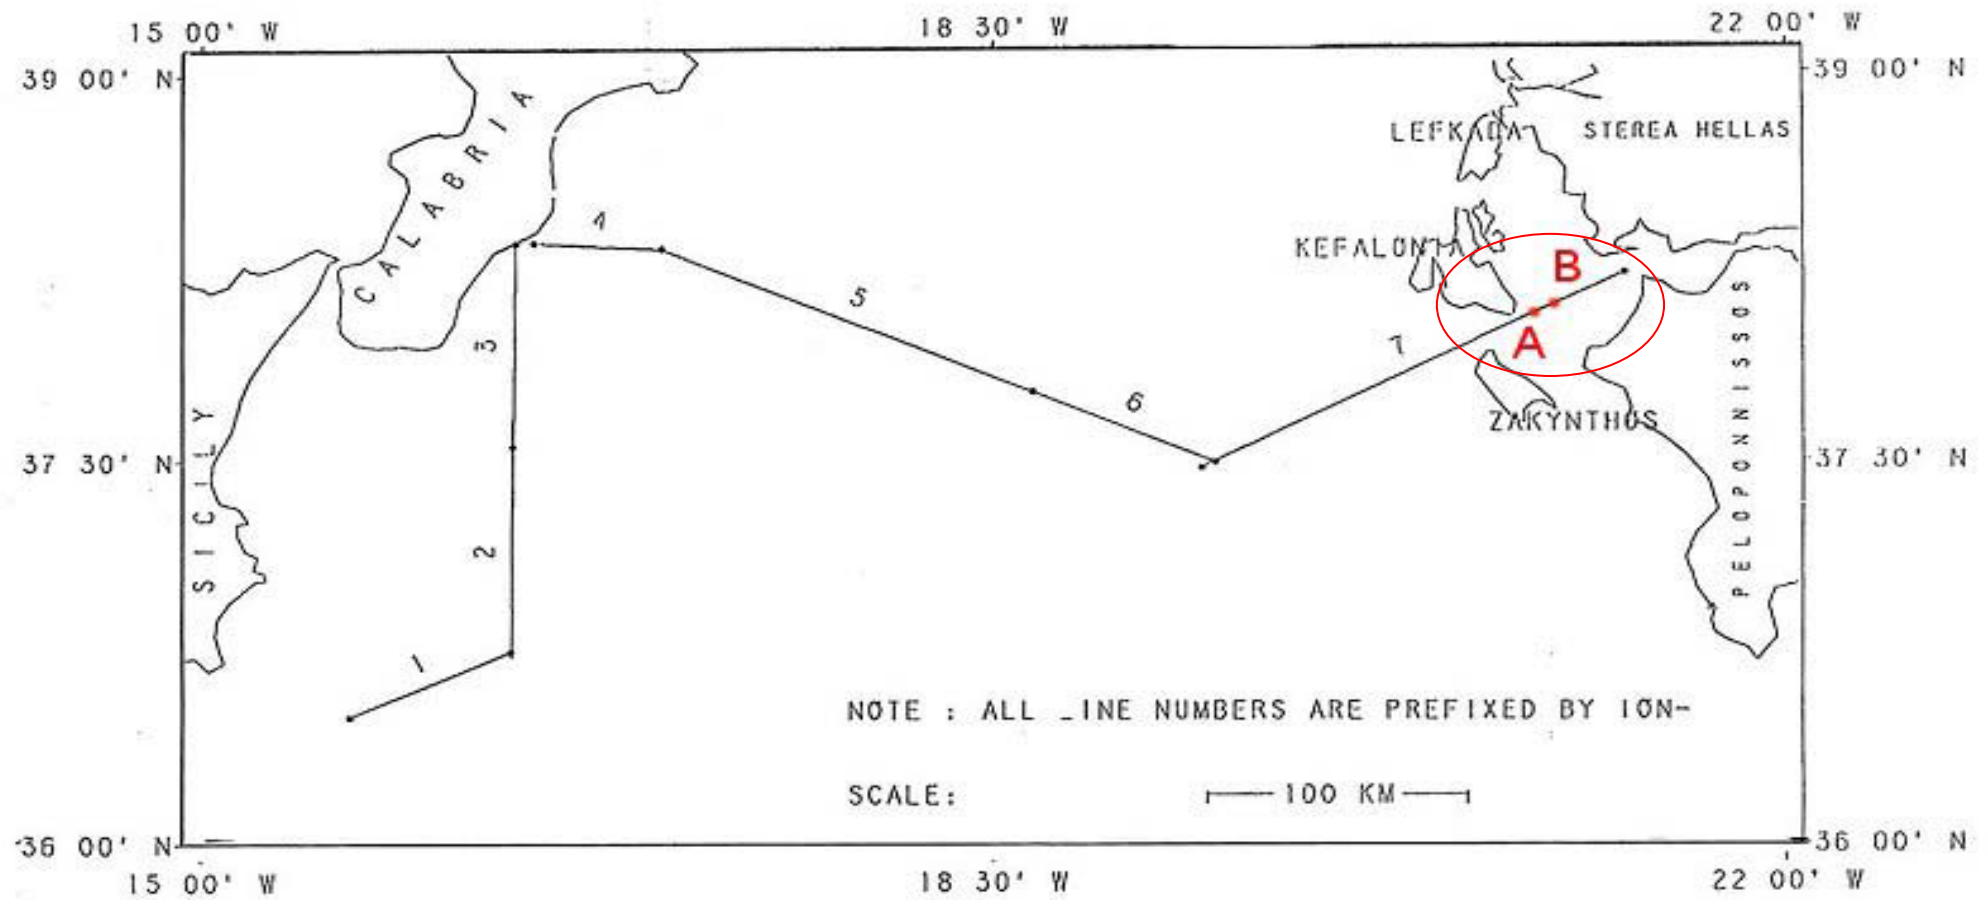 15 00' W 18 30' W 22 00' W
39 00' N 39 00' N
CALABRIA
LEFKADA STEREA HELLAS
4
KEFALONIA
B
5
3
7
A
6
SICILY
ZAKYNTHOS
PELOPONNISSOS
37 30' N 37 30' N
2
1
NOTE : ALL _INE NUMBERS ARE PREFIXED BY ION-
SCALE: 100 KM
36 00' N 36 00' N
15 00' W 18 30' W 22 00' W